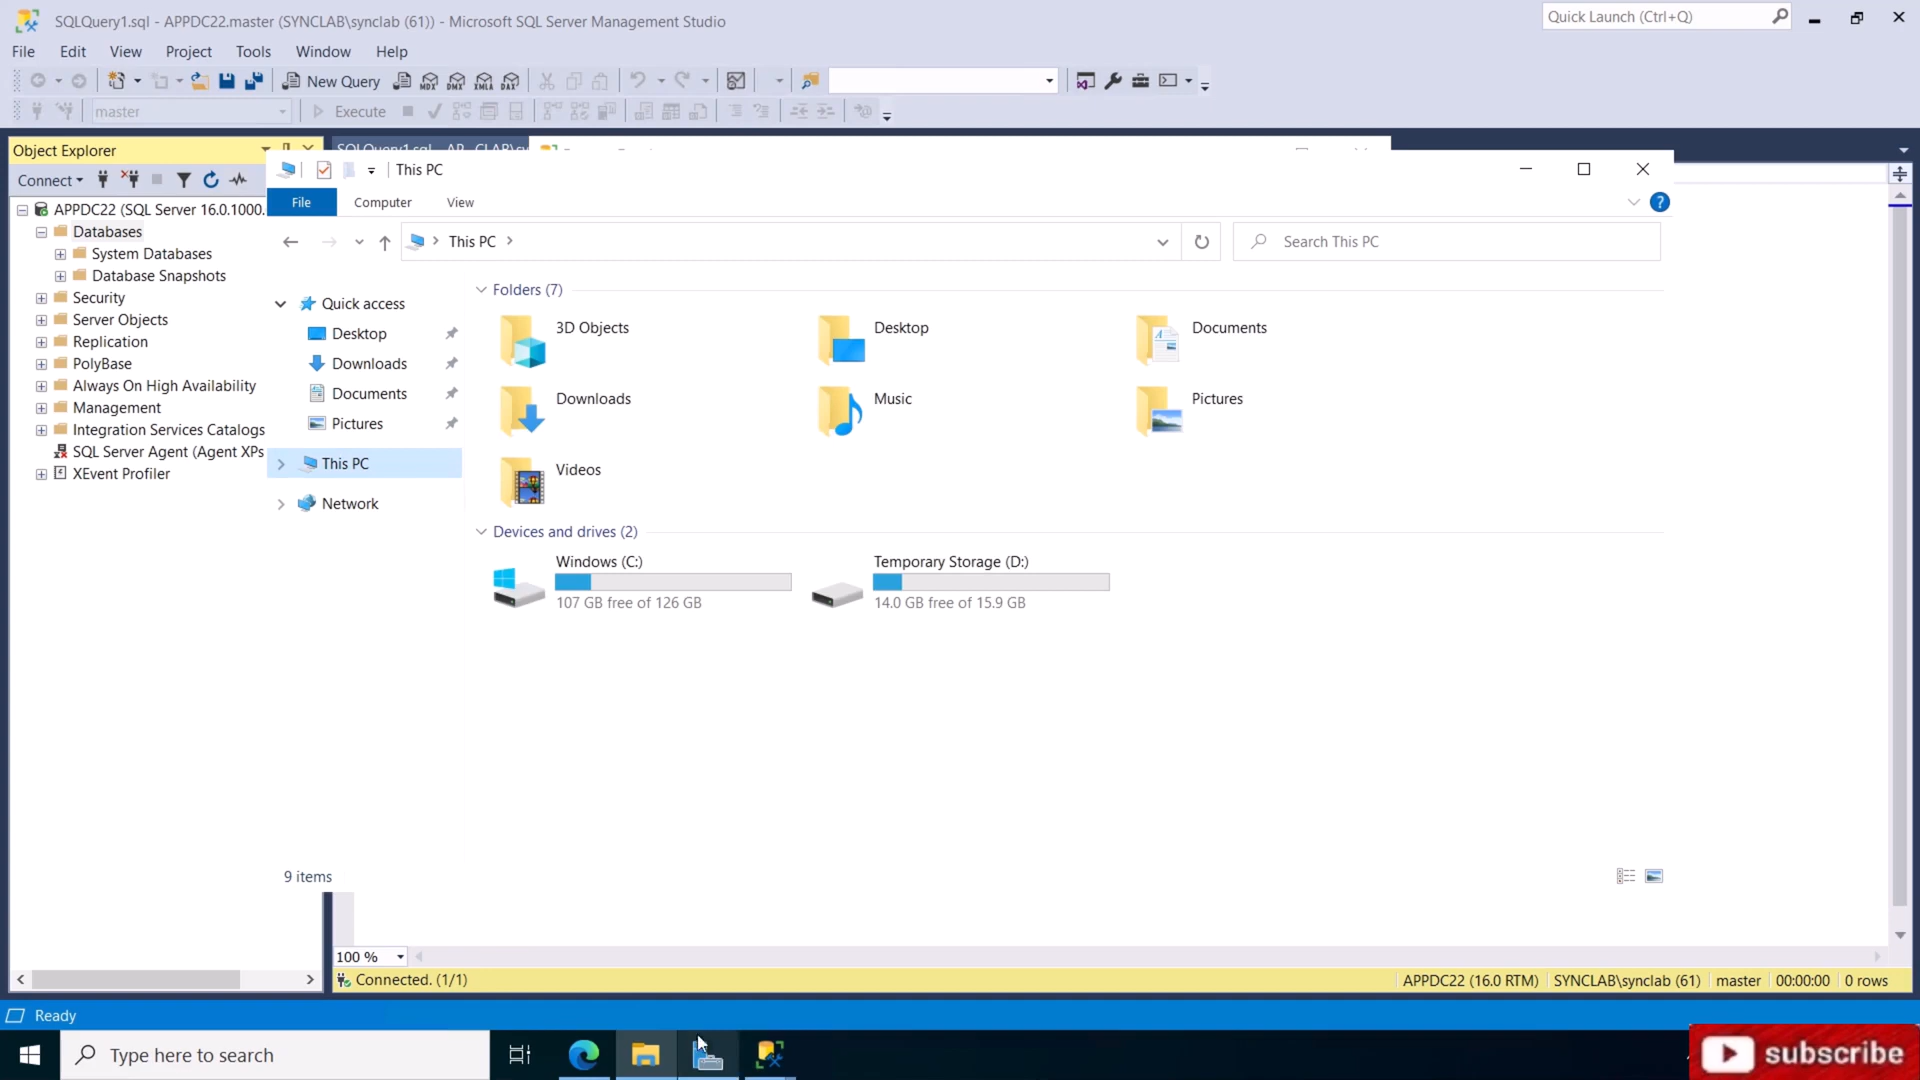 SQLQuery1.sql - APPDC22.master (SYNCLAB\synclab (61)) - Microsoft SQL Server Management Studio
Quick Launch (Ctrl+Q)
File Edit View Project Tools Window Help
New Query MDX DMX XMLA DAX
master Execute
Object Explorer
Connect
APPDC22 (SQL Server 16.0.1000.
Databases
System Databases
Database Snapshots
Security
Server Objects
Replication
PolyBase
Always On High Availability
Management
Integration Services Catalogs
SQL Server Agent (Agent XPs
XEvent Profiler
This PC
File Computer View
This PC
Search This PC
Quick access
Desktop
Downloads
Documents
Pictures
This PC
Network
Folders (7)
3D Objects Desktop Documents
Downloads Music Pictures
Videos
Devices and drives (2)
Windows (C:)
107 GB free of 126 GB
Temporary Storage (D:)
14.0 GB free of 15.9 GB
9 items
100 %
Connected. (1/1)
APPDC22 (16.0 RTM) SYNCLAB\synclab (61) master 00:00:00 0 rows
Ready
Type here to search
subscribe